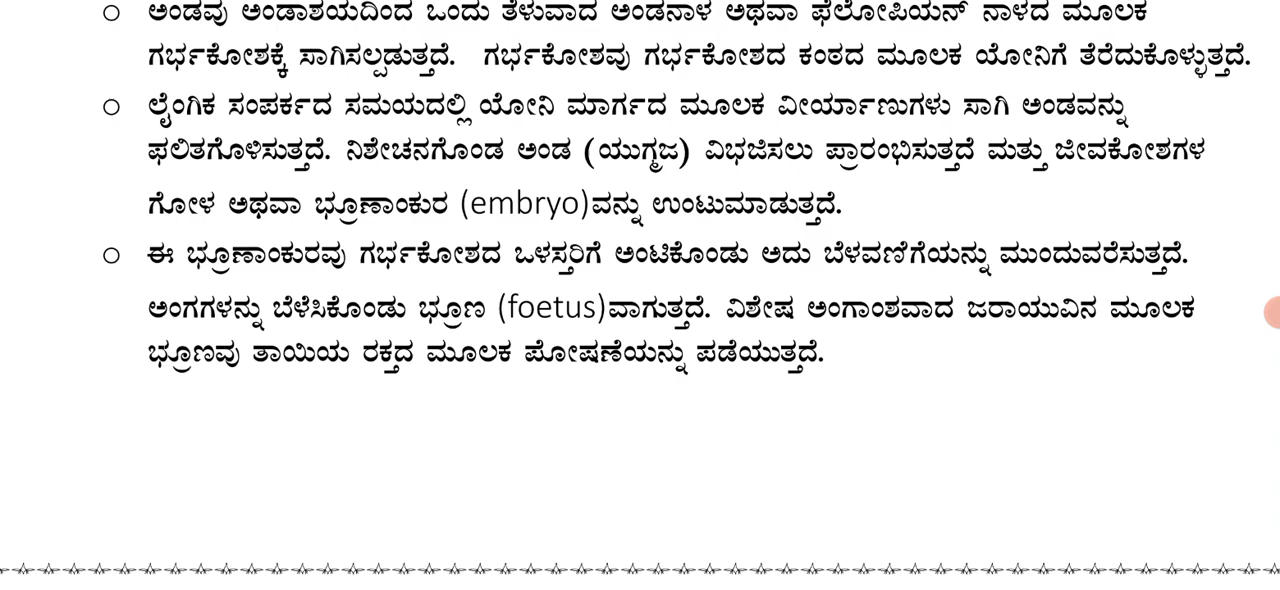 ○ ಅಂಡವು ಅಂಡಾಶಯದಿಂದ ಒಂದು ತೆಳುವಾದ ಅಂಡನಾಳ ಅಥವಾ ಫೆಲೋಪಿಯನ್ ನಾಳದ ಮೂಲಕ
ಗರ್ಭಕೋಶಕ್ಕೆ ಸಾಗಿಸಲ್ಪಡುತ್ತದೆ. ಗರ್ಭಕೋಶವು ಗರ್ಭಕೋಶದ ಕಂಠದ ಮೂಲಕ ಯೋನಿಗೆ ತೆರೆದುಕೊಳ್ಳುತ್ತದೆ.
○ ಲೈಂಗಿಕ ಸಂಪರ್ಕದ ಸಮಯದಲ್ಲಿ ಯೋನಿ ಮಾರ್ಗದ ಮೂಲಕ ವೀರ್ಯಾಣುಗಳು ಸಾಗಿ ಅಂಡವನ್ನು
ಫಲಿತಗೊಳಿಸುತ್ತದೆ. ನಿಶೇಚನಗೊಂಡ ಅಂಡ (ಯುಗ್ಮಜ) ವಿಭಜಿಸಲು ಪ್ರಾರಂಭಿಸುತ್ತದೆ ಮತ್ತು ಜೀವಕೋಶಗಳ
ಗೋಳ ಅಥವಾ ಭ್ರೂಣಾಂಕುರ (embryo)ವನ್ನು ಉಂಟುಮಾಡುತ್ತದೆ.
○ ಈ ಭ್ರೂಣಾಂಕುರವು ಗರ್ಭಕೋಶದ ಒಳಸ್ತರಿಗೆ ಅಂಟಿಕೊಂಡು ಅದು ಬೆಳವಣಿಗೆಯನ್ನು ಮುಂದುವರೆಸುತ್ತದೆ.
ಅಂಗಗಳನ್ನು ಬೆಳೆಸಿಕೊಂಡು ಭ್ರೂಣ (foetus)ವಾಗುತ್ತದೆ. ವಿಶೇಷ ಅಂಗಾಂಶವಾದ ಜರಾಯುವಿನ ಮೂಲಕ
ಭ್ರೂಣವು ತಾಯಿಯ ರಕ್ತದ ಮೂಲಕ ಪೋಷಣೆಯನ್ನು ಪಡೆಯುತ್ತದೆ.